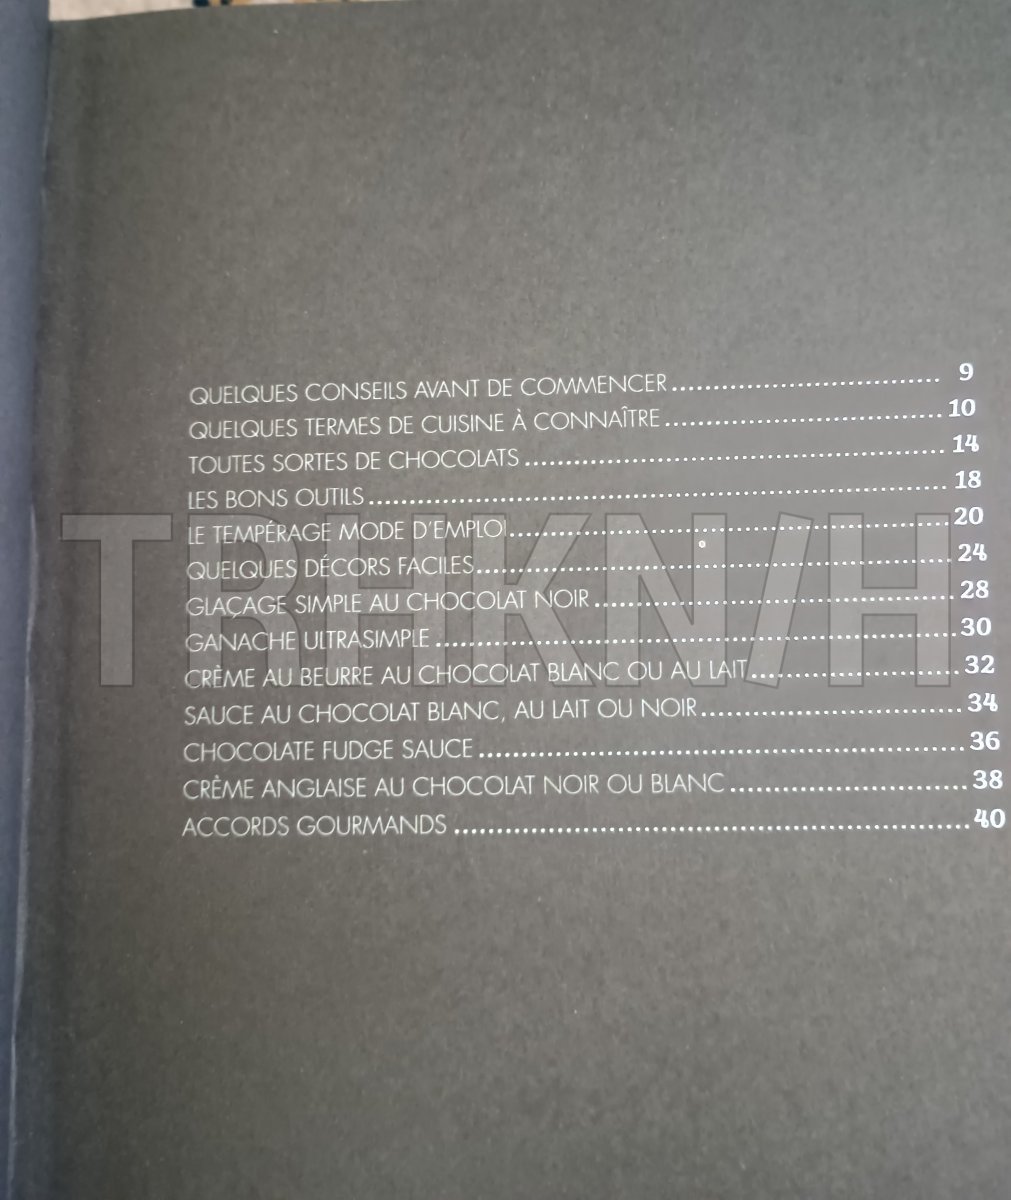 QUELQUES CONSEILS AVANT DE COMMENCER ................................. 9
QUELQUES TERMES DE CUISINE À CONNAÎTRE ................................. 10
TOUTES SORTES DE CHOCOLATS ................................. 14
LES BONS OUTILS ................................. 18
LE TEMPÉRAGE MODE D'EMPLOI ................................. 20
QUELQUES DÉCORS FACILES ................................. 24
GLAÇAGE SIMPLE AU CHOCOLAT NOIR ................................. 28
GANACHE ULTRASIMPLE ................................. 30
CRÈME AU BEURRE AU CHOCOLAT BLANC OU AU LAIT ................................. 32
SAUCE AU CHOCOLAT BLANC, AU LAIT OU NOIR ................................. 34
CHOCOLATE FUDGE SAUCE ................................. 36
CRÈME ANGLAISE AU CHOCOLAT NOIR OU BLANC ................................. 38
ACCORDS GOURMANDS ................................. 40
TRHKN/H